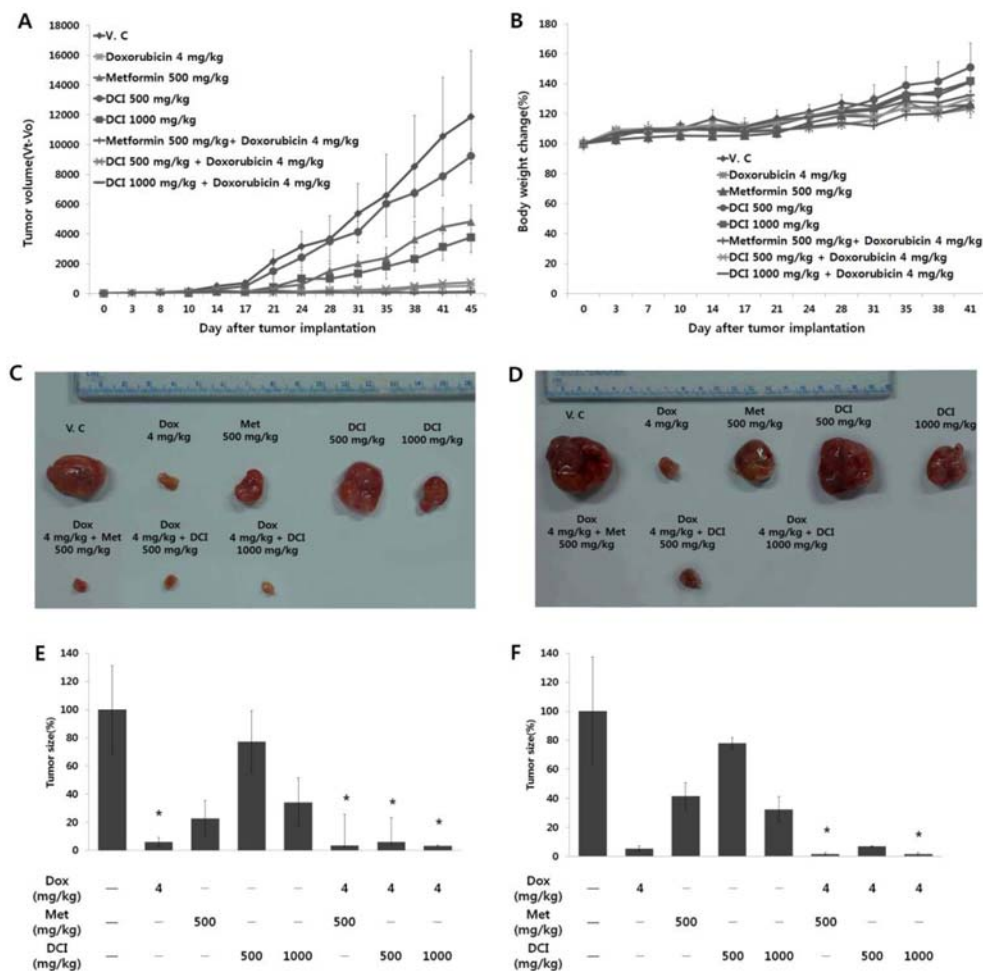 A
Tumor volume(Vt-Vo)
18000
16000
14000
12000
10000
8000
6000
4000
2000
0
V. C
Doxorubicin 4 mg/kg
Metformin 500 mg/kg
DCI 500 mg/kg
DCI 1000 mg/kg
Metformin 500 mg/kg+ Doxorubicin 4 mg/kg
DCI 500 mg/kg + Doxorubicin 4 mg/kg
DCI 1000 mg/kg + Doxorubicin 4 mg/kg
0 3 8 10 14 17 21 24 28 31 35 38 41 45
Day after tumor implantation
B
Body weight change(%)
180
160
140
120
100
80
60
40
20
0
V. C
Doxorubicin 4 mg/kg
Metformin 500 mg/kg
DCI 500 mg/kg
DCI 1000 mg/kg
Metformin 500 mg/kg+ Doxorubicin 4 mg/kg
DCI 500 mg/kg + Doxorubicin 4 mg/kg
DCI 1000 mg/kg + Doxorubicin 4 mg/kg
0 3 7 10 14 17 21 24 28 31 35 38 41
Day after tumor implantation
C
V. C
Dox
4 mg/kg
Met
500 mg/kg
DCI
500 mg/kg
DCI
1000 mg/kg
Dox
4 mg/kg + Met
500 mg/kg
Dox
4 mg/kg + DCI
500 mg/kg
Dox
4 mg/kg + DCI
1000 mg/kg
D
V. C
Dox
4 mg/kg
Met
500 mg/kg
DCI
500 mg/kg
DCI
1000 mg/kg
Dox
4 mg/kg + Met
500 mg/kg
Dox
4 mg/kg + DCI
500 mg/kg
Dox
4 mg/kg + DCI
1000 mg/kg
E
Tumor size(%)
140
120
100
80
60
40
20
0
* * * *
Dox
(mg/kg)
— 4 — — — 4 4 4
Met
(mg/kg)
— — 500 — — 500 — —
DCI
(mg/kg)
— — — 500 1000 — 500 1000
F
Tumor size(%)
140
120
100
80
60
40
20
0
* *
Dox
(mg/kg)
— 4 — — — 4 4 4
Met
(mg/kg)
— — 500 — — 500 — —
DCI
(mg/kg)
— — — 500 1000 — 500 1000